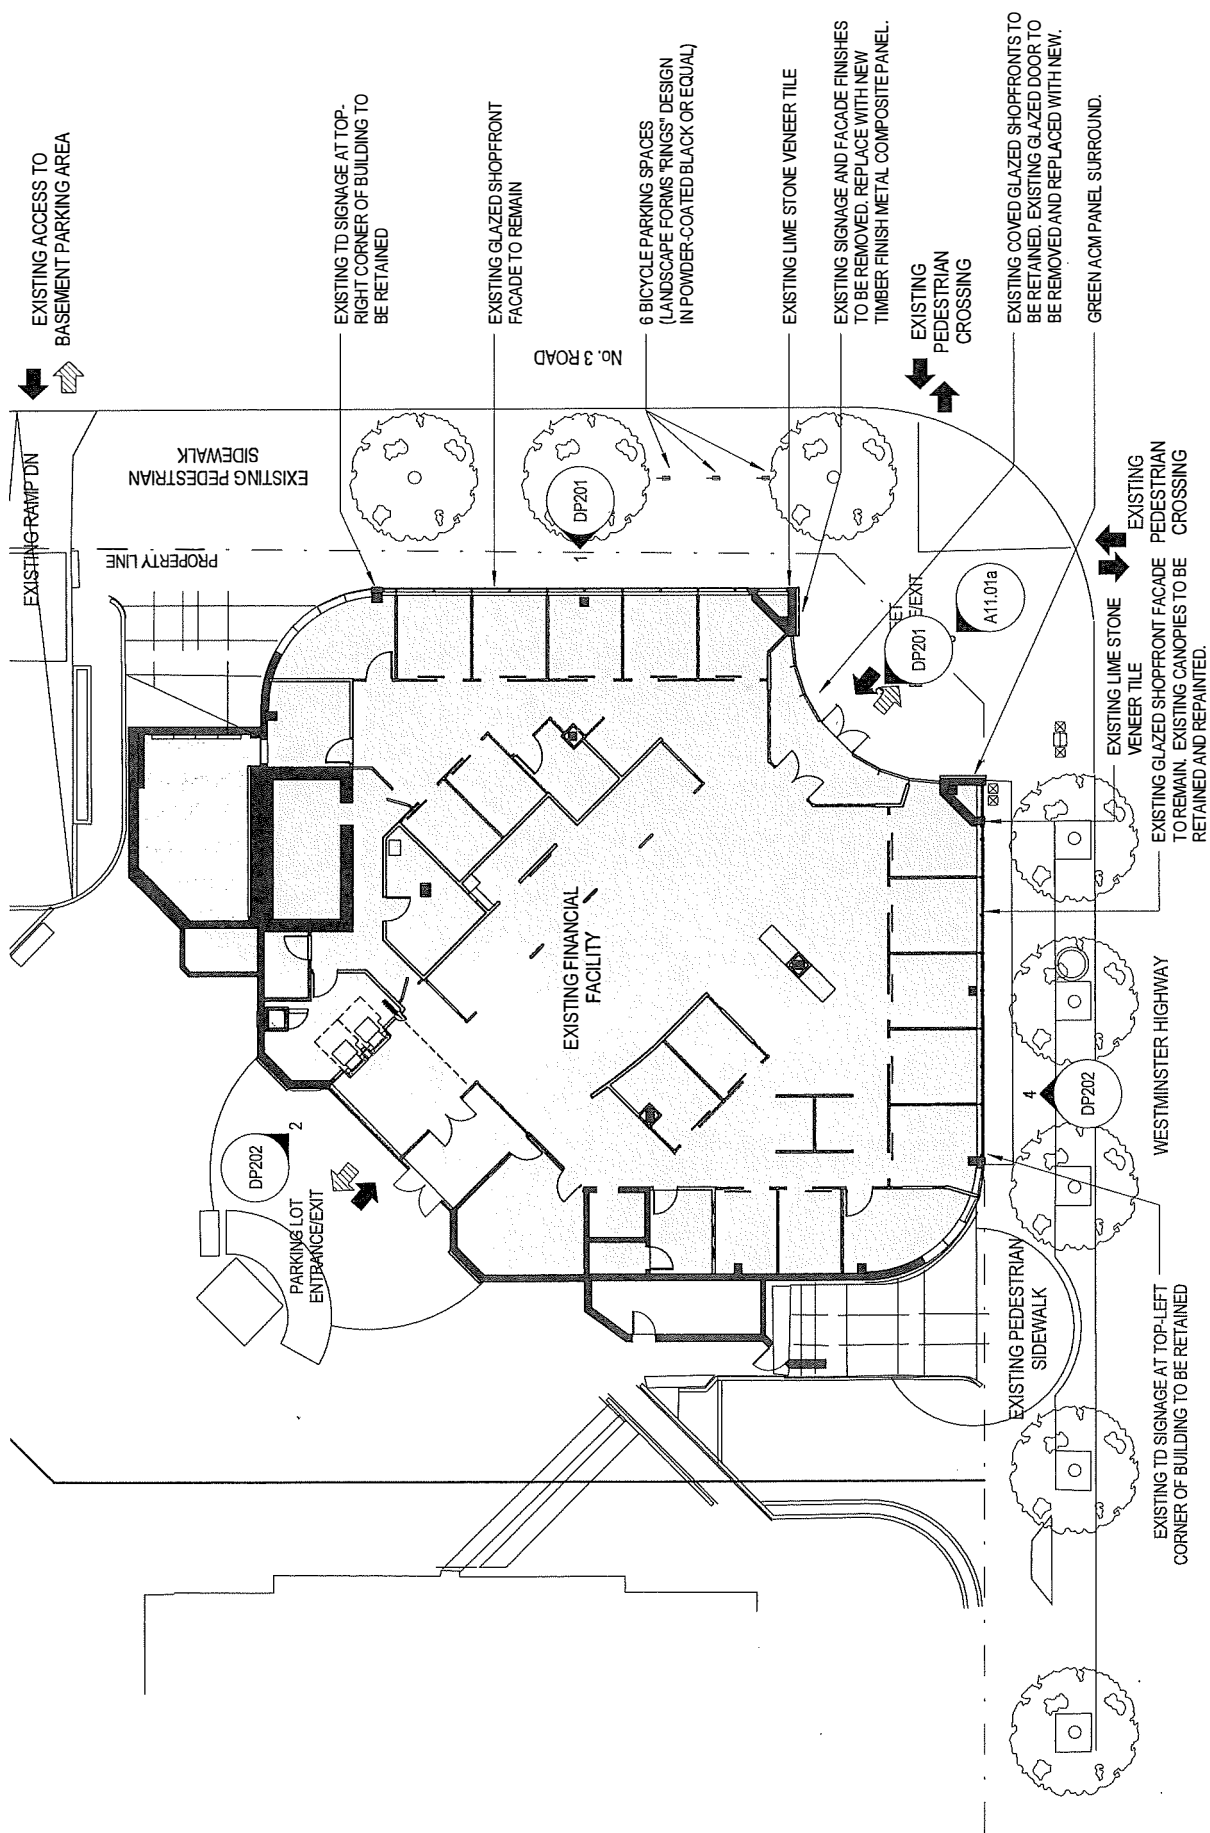 EXISTING ACCESS TO
BASEMENT PARKING AREA
EXISTING RAMP DN
EXISTING PEDESTRIAN
SIDEWALK
PROPERTY LINE
EXISTING TD SIGNAGE AT TOP-
RIGHT CORNER OF BUILDING TO
BE RETAINED
EXISTING GLAZED SHOPFRONT
FACADE TO REMAIN
No. 3 ROAD
6 BICYCLE PARKING SPACES
(LANDSCAPE FORMS "RINGS" DESIGN
IN POWDER-COATED BLACK OR EQUAL)
EXISTING LIME STONE VENEER TILE
EXISTING SIGNAGE AND FACADE FINISHES
TO BE REMOVED. REPLACE WITH NEW
TIMBER FINISH METAL COMPOSITE PANEL.
EXISTING
PEDESTRIAN
CROSSING
EXISTING COVED GLAZED SHOPFRONTS TO
BE RETAINED. EXISTING GLAZED DOOR TO
BE REMOVED AND REPLACED WITH NEW.
GREEN ACM PANEL SURROUND.
1
DP201
E/EXIT
DP201
A11.01a
EXISTING
PEDESTRIAN
CROSSING
EXISTING LIME STONE
VENEER TILE
EXISTING GLAZED SHOPFRONT FACADE
TO REMAIN. EXISTING CANOPIES TO BE
RETAINED AND REPAINTED.
EXISTING FINANCIAL
FACILITY
WESTMINSTER HIGHWAY
4
DP202
DP202
2
PARKING LOT
ENTRANCE/EXIT
EXISTING PEDESTRIAN
SIDEWALK
EXISTING TD SIGNAGE AT TOP-LEFT
CORNER OF BUILDING TO BE RETAINED